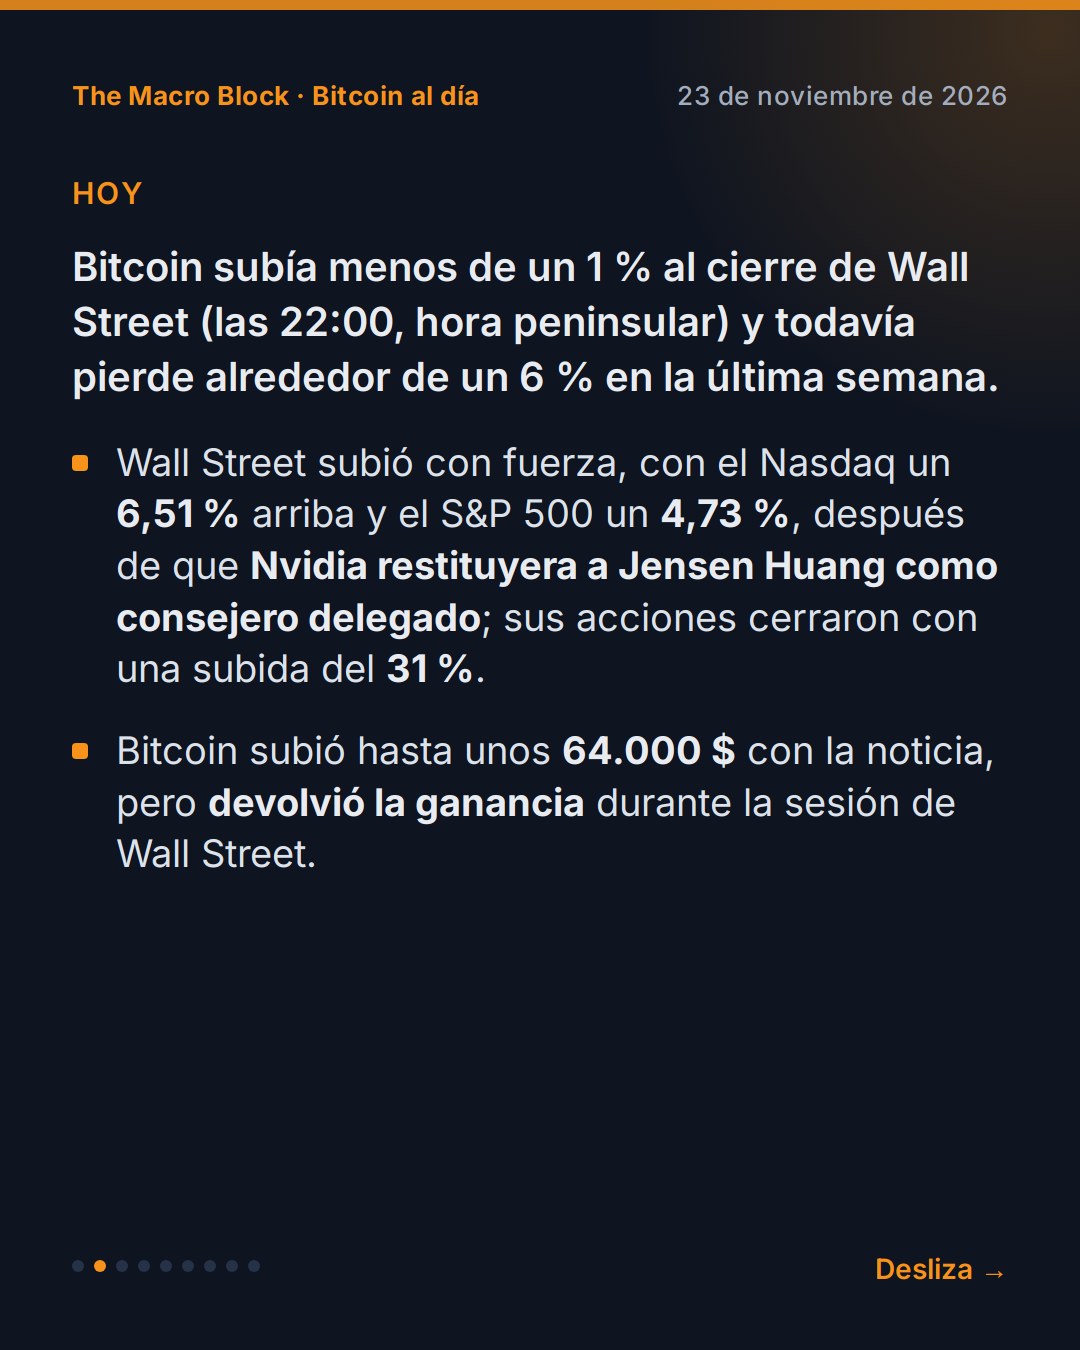 The Macro Block · Bitcoin al día
23 de noviembre de 2026
HOY
Bitcoin subía menos de un 1 % al cierre de Wall
Street (las 22:00, hora peninsular) y todavía
pierde alrededor de un 6 % en la última semana.
Wall Street subió con fuerza, con el Nasdaq un
6,51 % arriba y el S&P 500 un 4,73 %, después
de que Nvidia restituyera a Jensen Huang como
consejero delegado; sus acciones cerraron con
una subida del 31 %.
Bitcoin subió hasta unos 64.000 $ con la noticia,
pero devolvió la ganancia durante la sesión de
Wall Street.
Desliza →